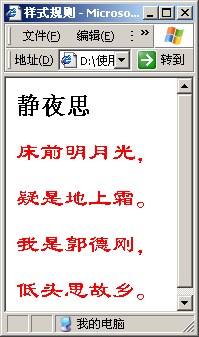 样式规则 - Microso...
文件(F) 编辑(E)
地址(D) D:\使用 转到
静夜思
床前明月光，
疑是地上霜。
我是郭德刚，
低头思故乡。
我的电脑